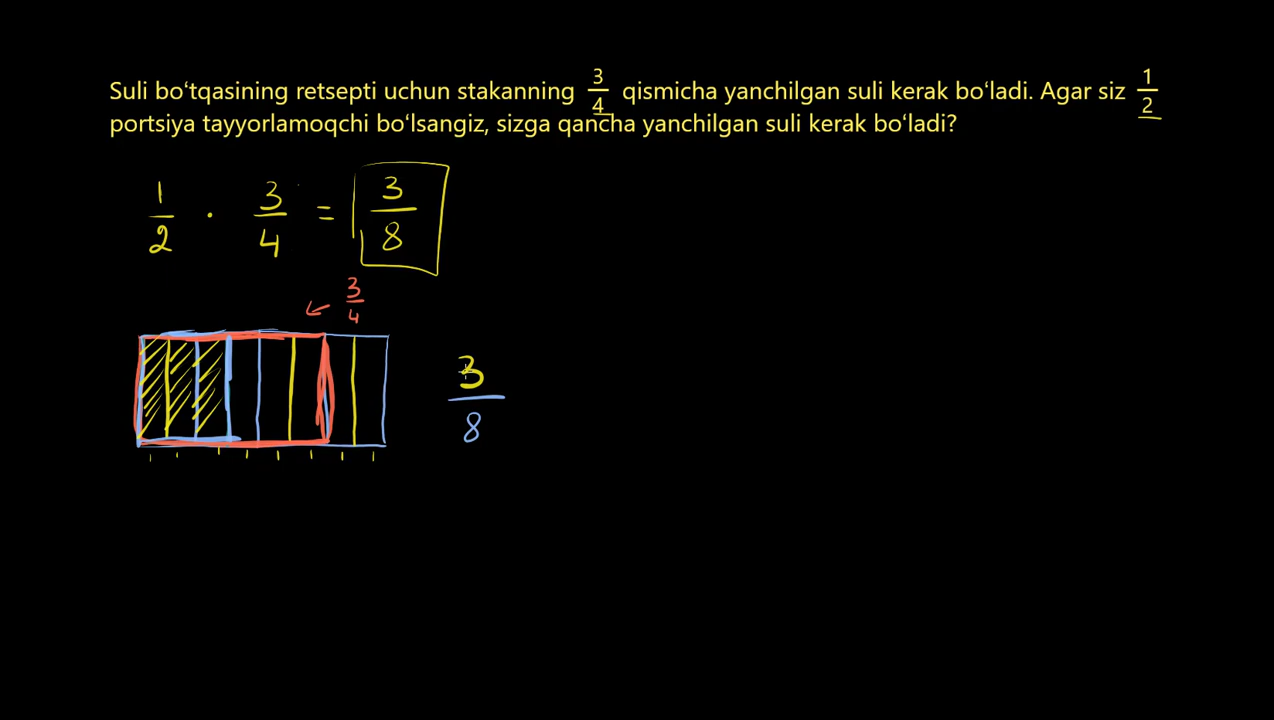 Suli bo‘tqasining retsepti uchun stakanning 3/4 qismicha yanchilgan suli kerak bo‘ladi. Agar siz 1/2
portsiya tayyorlamoqchi bo‘lsangiz, sizga qancha yanchilgan suli kerak bo‘ladi?
1/2 · 3/4 = 3/8
3/4
3/8